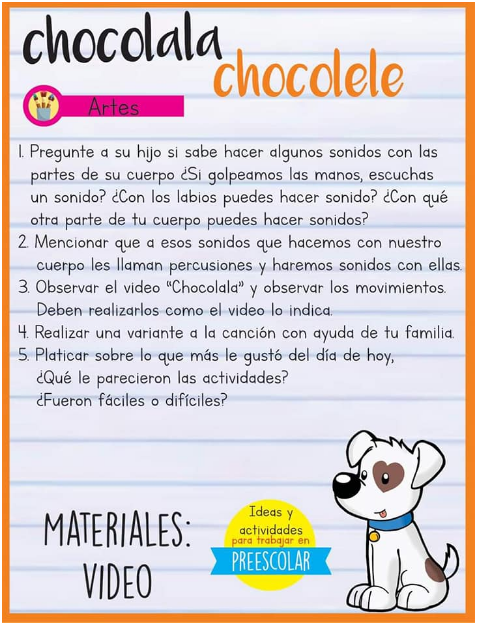 chocolala
chocolele
Artes
1. Pregunte a su hijo si sabe hacer algunos sonidos con las
partes de su cuerpo ¿Si golpeamos las manos, escuchas
un sonido? ¿Con los labios puedes hacer sonido? ¿Con qué
otra parte de tu cuerpo puedes hacer sonidos?
2. Mencionar que a esos sonidos que hacemos con nuestro
cuerpo les llaman percusiones y haremos sonidos con ellas.
3. Observar el video "Chocolala" y observar los movimientos.
Deben realizarlos como el video lo indica.
4. Realizar una variante a la canción con ayuda de tu familia.
5. Platicar sobre lo que más le gustó del día de hoy,
¿Qué le parecieron las actividades?
¿Fueron fáciles o difíciles?
MATERIALES:
VIDEO
Ideas y
actividades
para trabajar en
PREESCOLAR